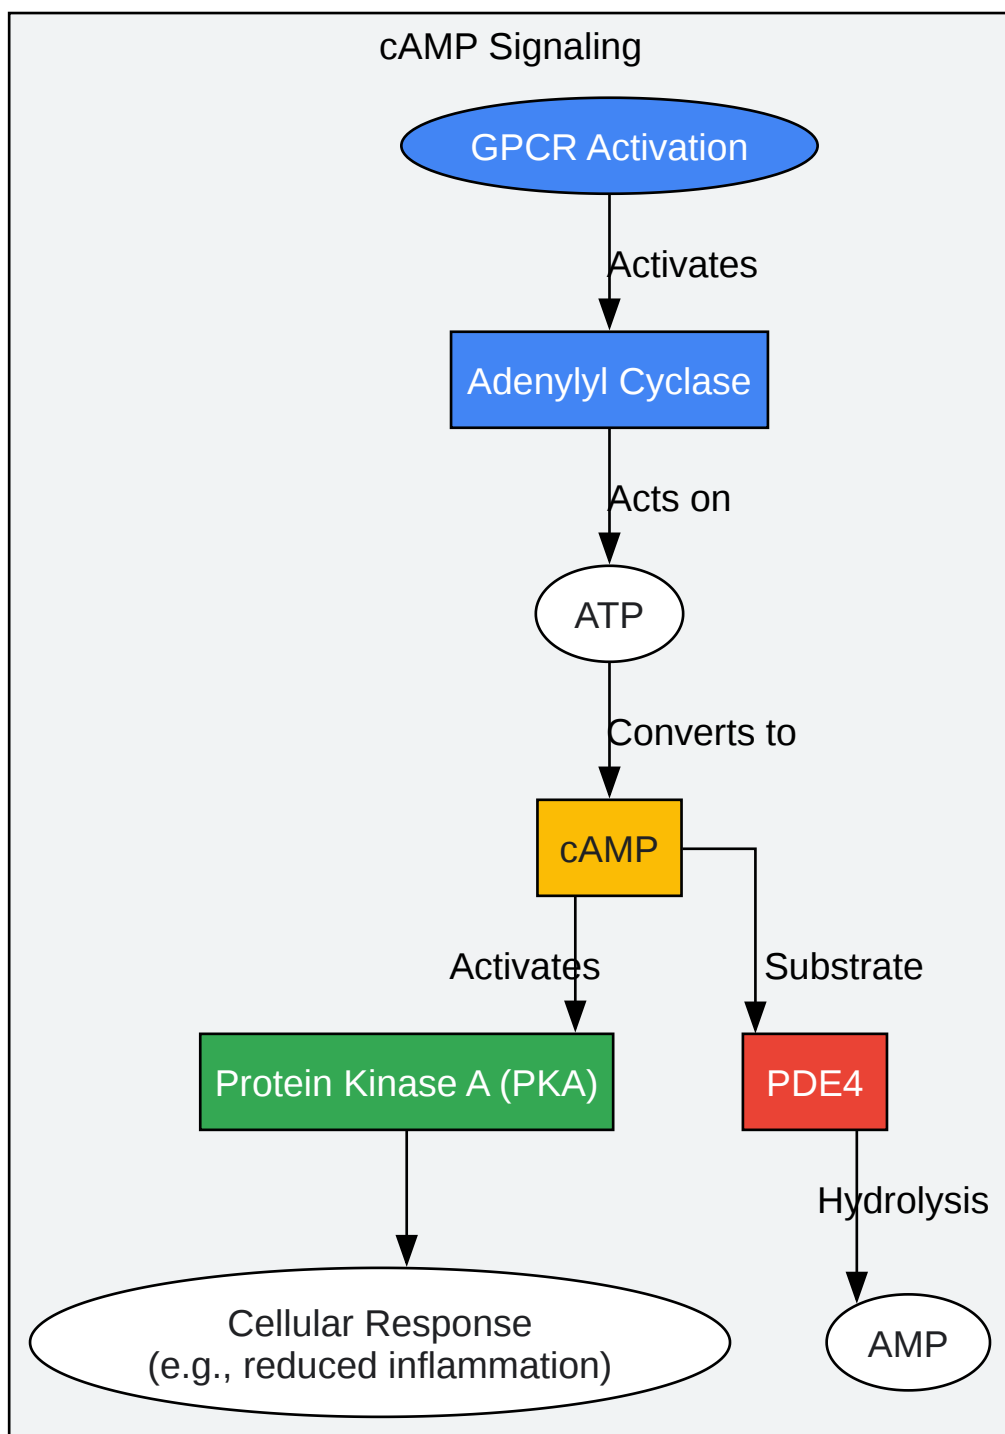 cAMP Signaling
GPCR Activation
Activates
Adenylyl Cyclase
Acts on
ATP
Converts to
cAMP
Activates
Substrate
Protein Kinase A (PKA)
PDE4
Hydrolysis
Cellular Response
(e.g., reduced inflammation)
AMP